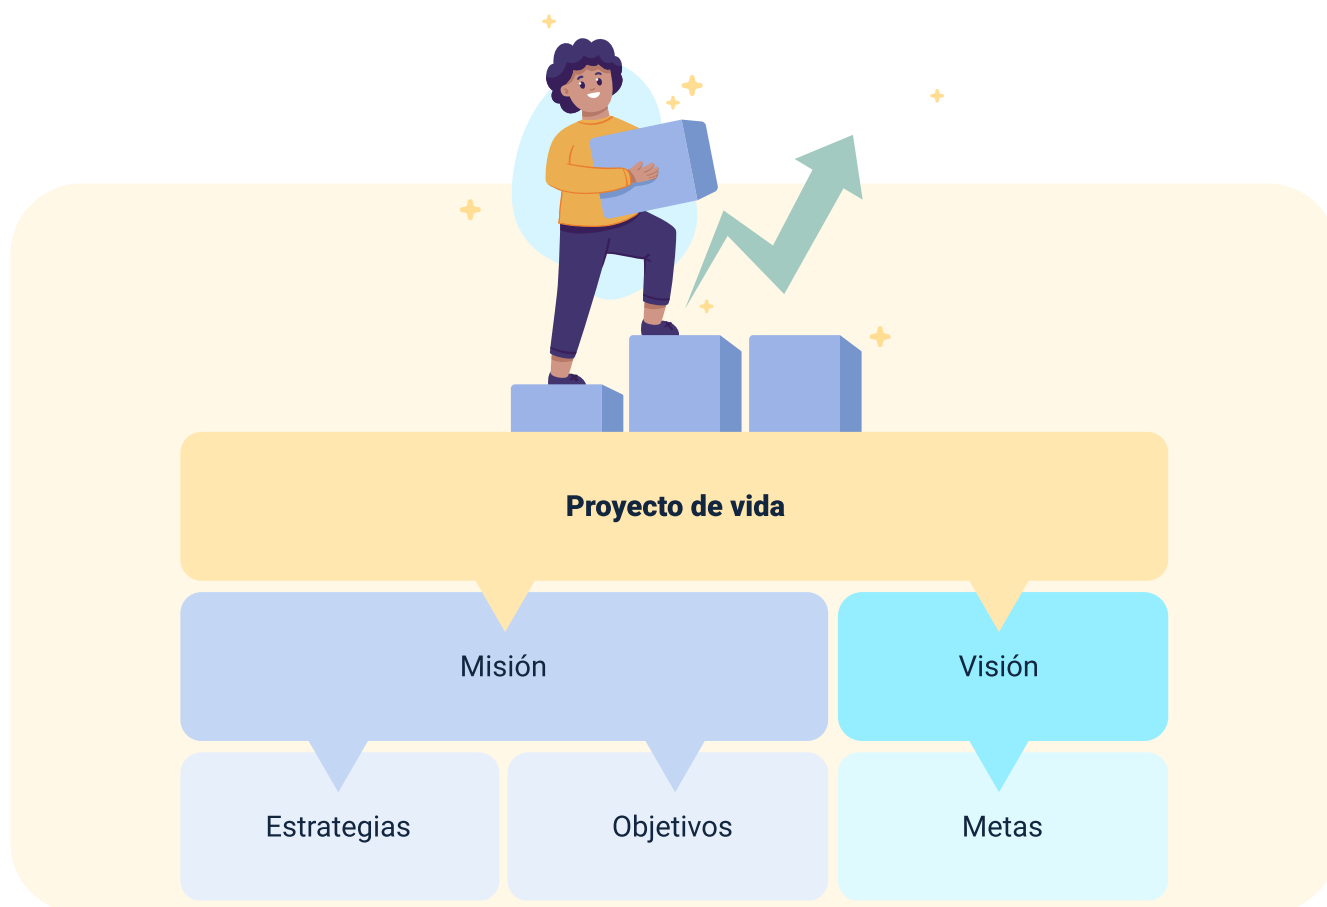 Proyecto de vida
Misión
Visión
Estrategias
Objetivos
Metas